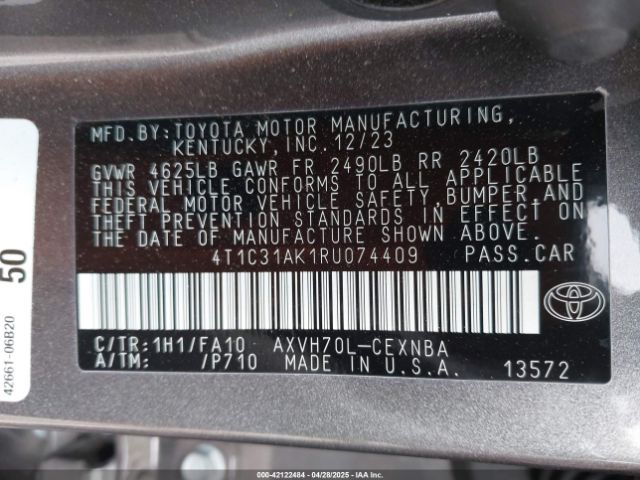 MFD.BY:TOYOTA MOTOR MANUFACTURING,
KENTUCKY,INC.12/23
GVWR 4625LB GAWR FR 2490LB RR 2420LB
THIS VEHICLE CONFORMS TO ALL APPLICABLE
FEDERAL MOTOR VEHICLE SAFETY,BUMPER,AND
THEFT PREVENTION STANDARDS IN EFFECT ON
THE DATE OF MANUFACTURE SHOWN ABOVE.
4T1C31AK1RU074409 PASS.CAR
C/TR:1H1/FA10 AXVH70L-CEXNBA
A/TM: /P710 MADE IN U.S.A. 13572
50
42661-06B20
000-42122484 - 04/28/2025 - IAAI